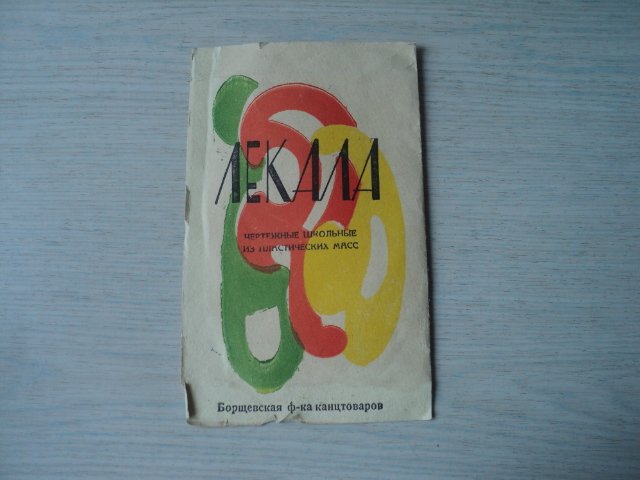 ЛЕКАЛА
ЧЕРТЕЖНЫЕ ШКОЛЬНЫЕ
ИЗ ПЛАСТИЧЕСКИХ МАСС
Борщевская ф-ка канцтоваров